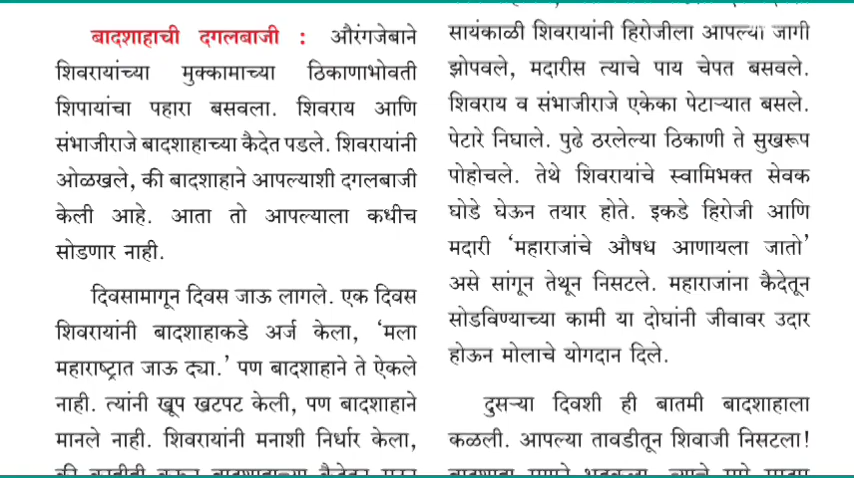 बादशाहाची दगलबाजी : औरंगजेबाने
शिवरायांच्या मुक्कामाच्या ठिकाणाभोवती
शिपायांचा पहारा बसवला. शिवराय आणि
संभाजीराजे बादशाहाच्या कैदेत पडले. शिवरायांनी
ओळखले, की बादशाहाने आपल्याशी दगलबाजी
केली आहे. आता तो आपल्याला कधीच
सोडणार नाही.
दिवसामागून दिवस जाऊ लागले. एक दिवस
शिवरायांनी बादशाहाकडे अर्ज केला, ‘मला
महाराष्ट्रात जाऊ द्या.’ पण बादशाहाने ते ऐकले
नाही. त्यांनी खूप खटपट केली, पण बादशाहाने
मानले नाही. शिवरायांनी मनाशी निर्धार केला,
सायंकाळी शिवरायांनी हिरोजीला आपल्या जागी
झोपवले, मदारीस त्याचे पाय चेपत बसवले.
शिवराय व संभाजीराजे एकेका पेटाऱ्यात बसले.
पेटारे निघाले. पुढे ठरलेल्या ठिकाणी ते सुखरूप
पोहोचले. तेथे शिवरायांचे स्वामिभक्त सेवक
घोडे घेऊन तयार होते. इकडे हिरोजी आणि
मदारी ‘महाराजांचे औषध आणायला जातो’
असे सांगून तेथून निसटले. महाराजांना कैदेतून
सोडविण्याच्या कामी या दोघांनी जीवावर उदार
होऊन मोलाचे योगदान दिले.
दुसऱ्या दिवशी ही बातमी बादशाहाला
कळली. आपल्या तावडीतून शिवाजी निसटला!